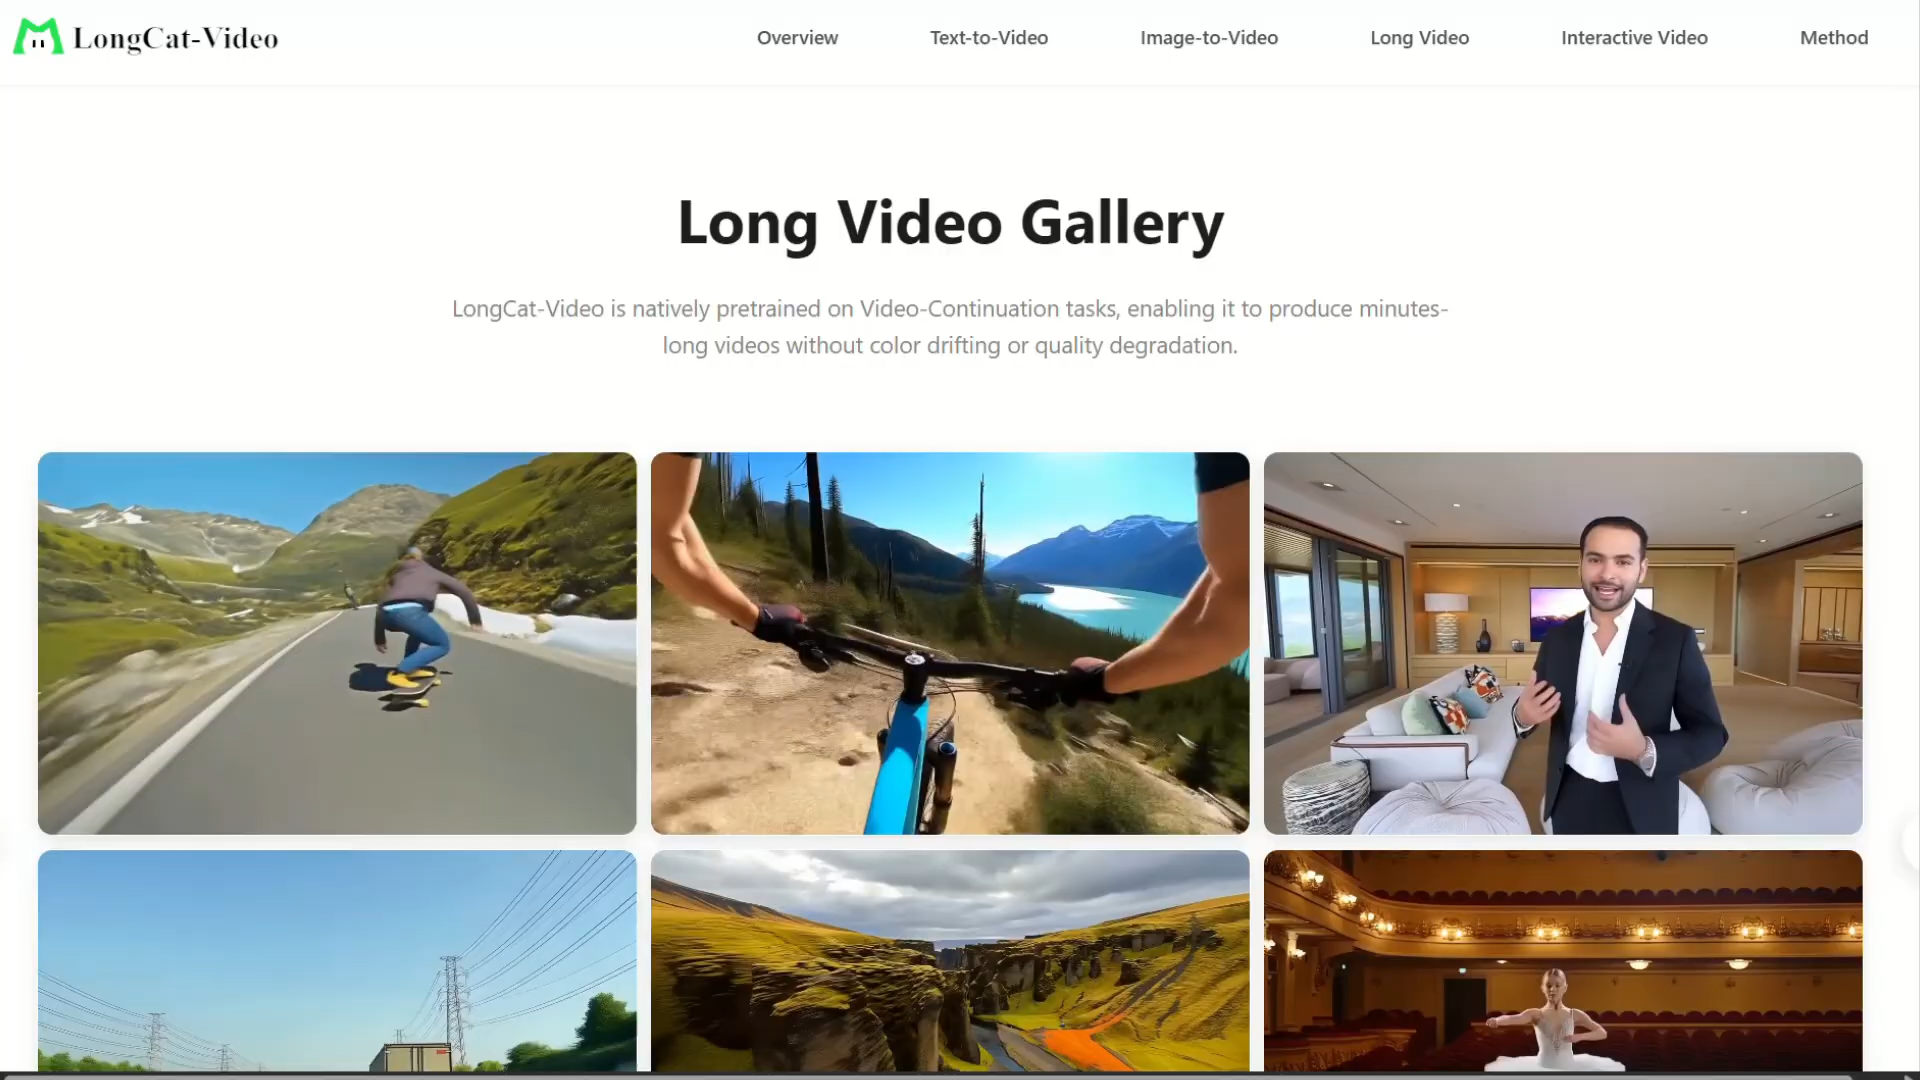 LongCat-Video
Overview
Text-to-Video
Image-to-Video
Long Video
Interactive Video
Method
Long Video Gallery
LongCat-Video is natively pretrained on Video-Continuation tasks, enabling it to produce minutes-
long videos without color drifting or quality degradation.